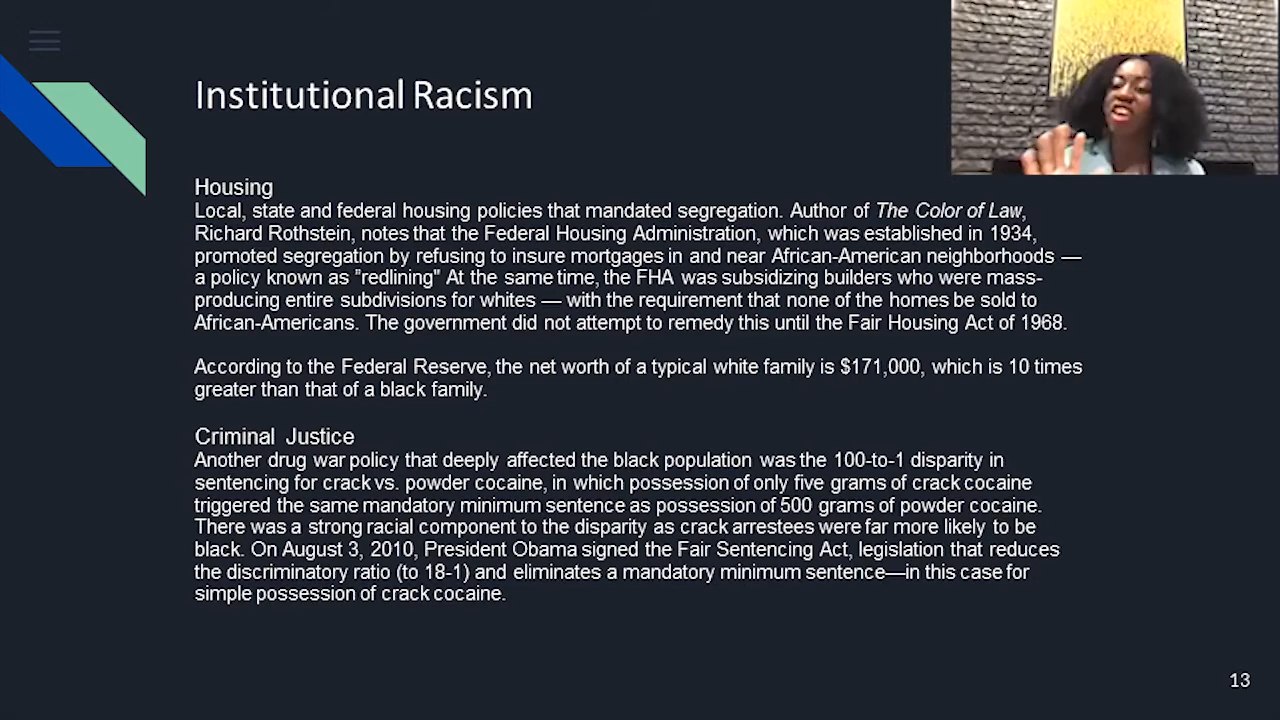 Institutional Racism
Housing
Local, state and federal housing policies that mandated segregation. Author of The Color of Law,
Richard Rothstein, notes that the Federal Housing Administration, which was established in 1934,
promoted segregation by refusing to insure mortgages in and near African-American neighborhoods —
a policy known as "redlining" At the same time, the FHA was subsidizing builders who were mass-
producing entire subdivisions for whites — with the requirement that none of the homes be sold to
African-Americans. The government did not attempt to remedy this until the Fair Housing Act of 1968.
According to the Federal Reserve, the net worth of a typical white family is $171,000, which is 10 times
greater than that of a black family.
Criminal Justice
Another drug war policy that deeply affected the black population was the 100-to-1 disparity in
sentencing for crack vs. powder cocaine, in which possession of only five grams of crack cocaine
triggered the same mandatory minimum sentence as possession of 500 grams of powder cocaine.
There was a strong racial component to the disparity as crack arrestees were far more likely to be
black. On August 3, 2010, President Obama signed the Fair Sentencing Act, legislation that reduces
the discriminatory ratio (to 18-1) and eliminates a mandatory minimum sentence—in this case for
simple possession of crack cocaine.
13